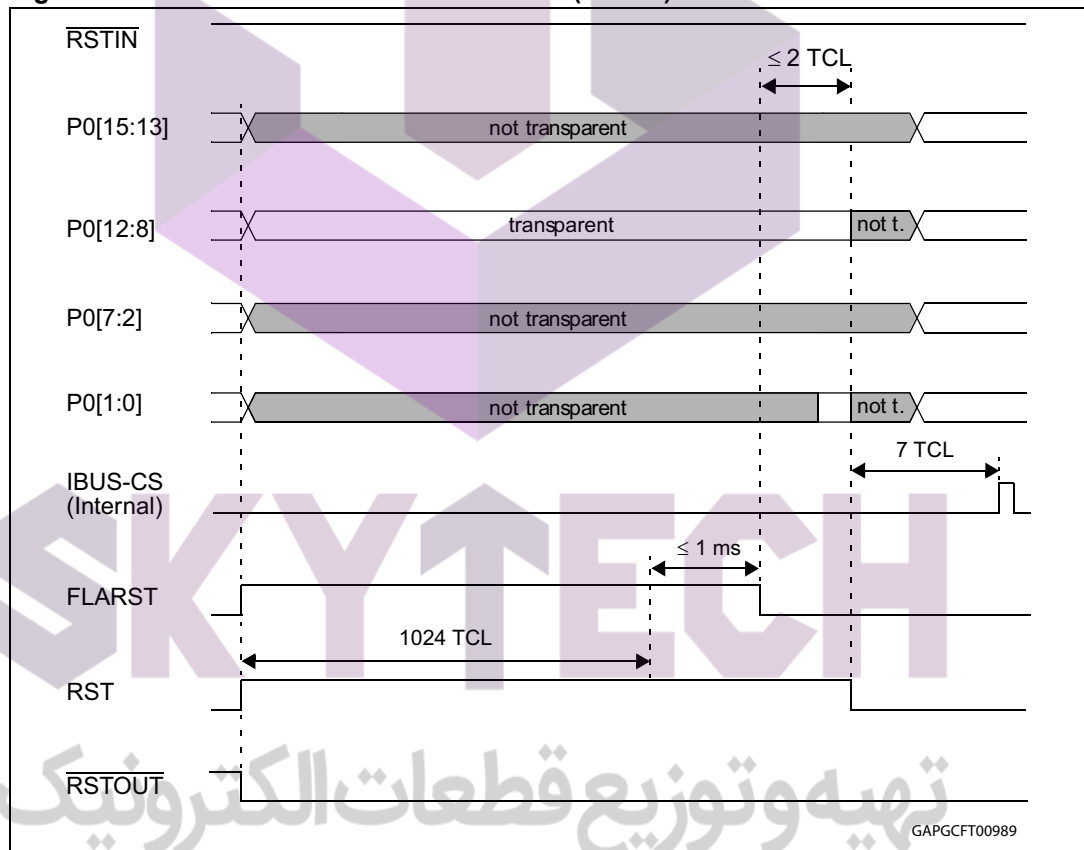 RSTIN
≤ 2 TCL
P0[15:13]
not transparent
P0[12:8]
transparent
not t.
P0[7:2]
not transparent
P0[1:0]
not transparent
not t.
7 TCL
IBUS-CS
(Internal)
≤ 1 ms
FLARST
1024 TCL
RST
RSTOUT
GAPGCFT00989
SKYTECH
تهیه و توزیع قطعات الکترونیک